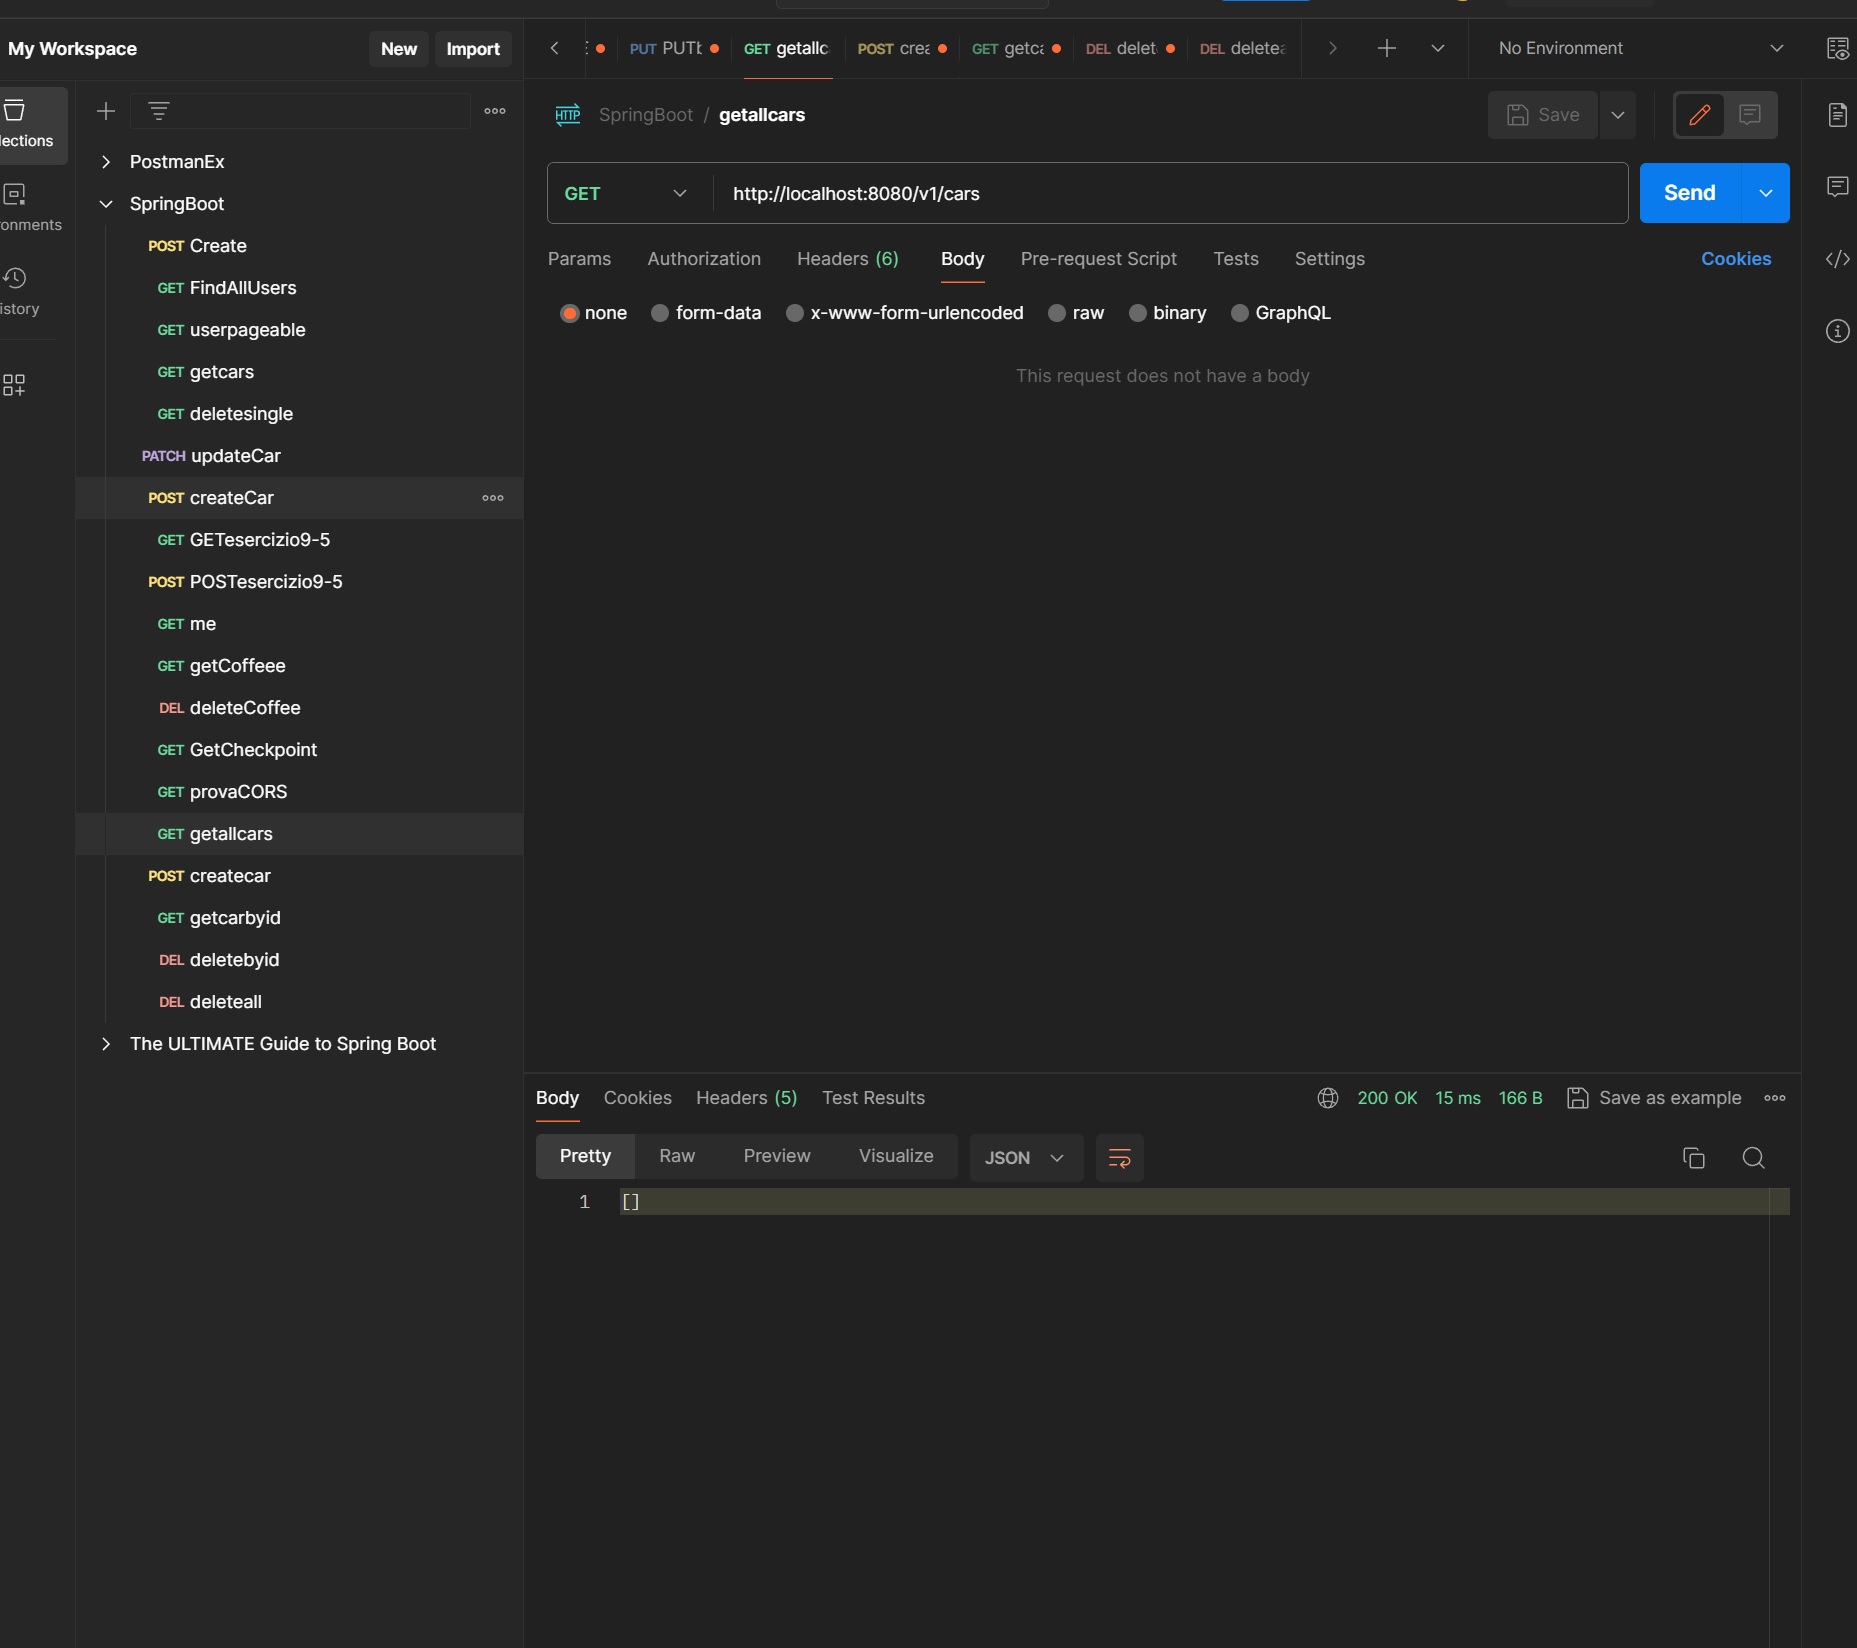 My Workspace
New
Import
PUT PUTt
GET getallc
POST crea
GET getca
DEL delet
DEL deletea
No Environment
lections
onments
istory
PostmanEx
SpringBoot
POST Create
GET FindAllUsers
GET userpageable
GET getcars
GET deletesingle
PATCH updateCar
POST createCar
GET GETesercizio9-5
POST POSTesercizio9-5
GET me
GET getCoffeee
DEL deleteCoffee
GET GetCheckpoint
GET provaCORS
GET getallcars
POST createcar
GET getcarbyid
DEL deletebyid
DEL deleteall
The ULTIMATE Guide to Spring Boot
HTTP SpringBoot / getallcars
Save
GET http://localhost:8080/v1/cars
Send
Params Authorization Headers (6) Body Pre-request Script Tests Settings Cookies
none form-data x-www-form-urlencoded raw binary GraphQL
This request does not have a body
Body Cookies Headers (5) Test Results 200 OK 15 ms 166 B Save as example
Pretty Raw Preview Visualize JSON
1 []